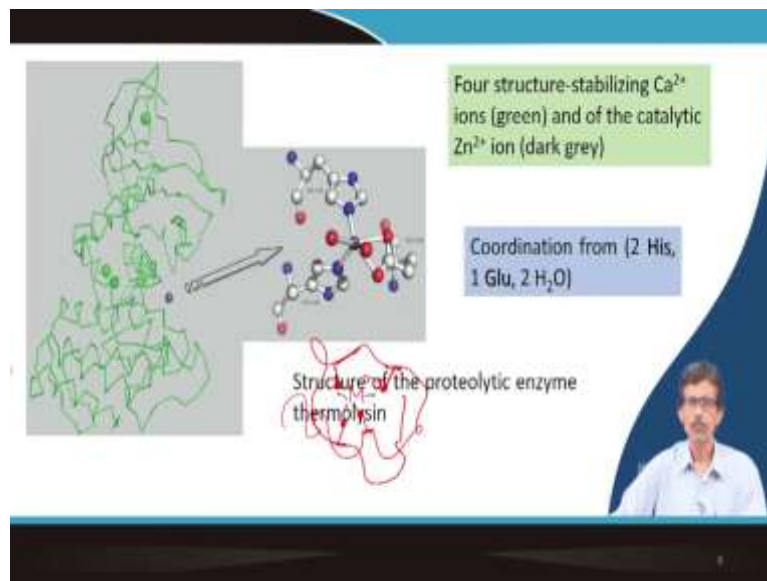 Four structure-stabilizing Ca²⁺
ions (green) and of the catalytic
Zn²⁺ ion (dark grey)
Coordination from (2 His,
1 Glu, 2 H₂O)
Structure of the proteolytic enzyme
thermolysin
M